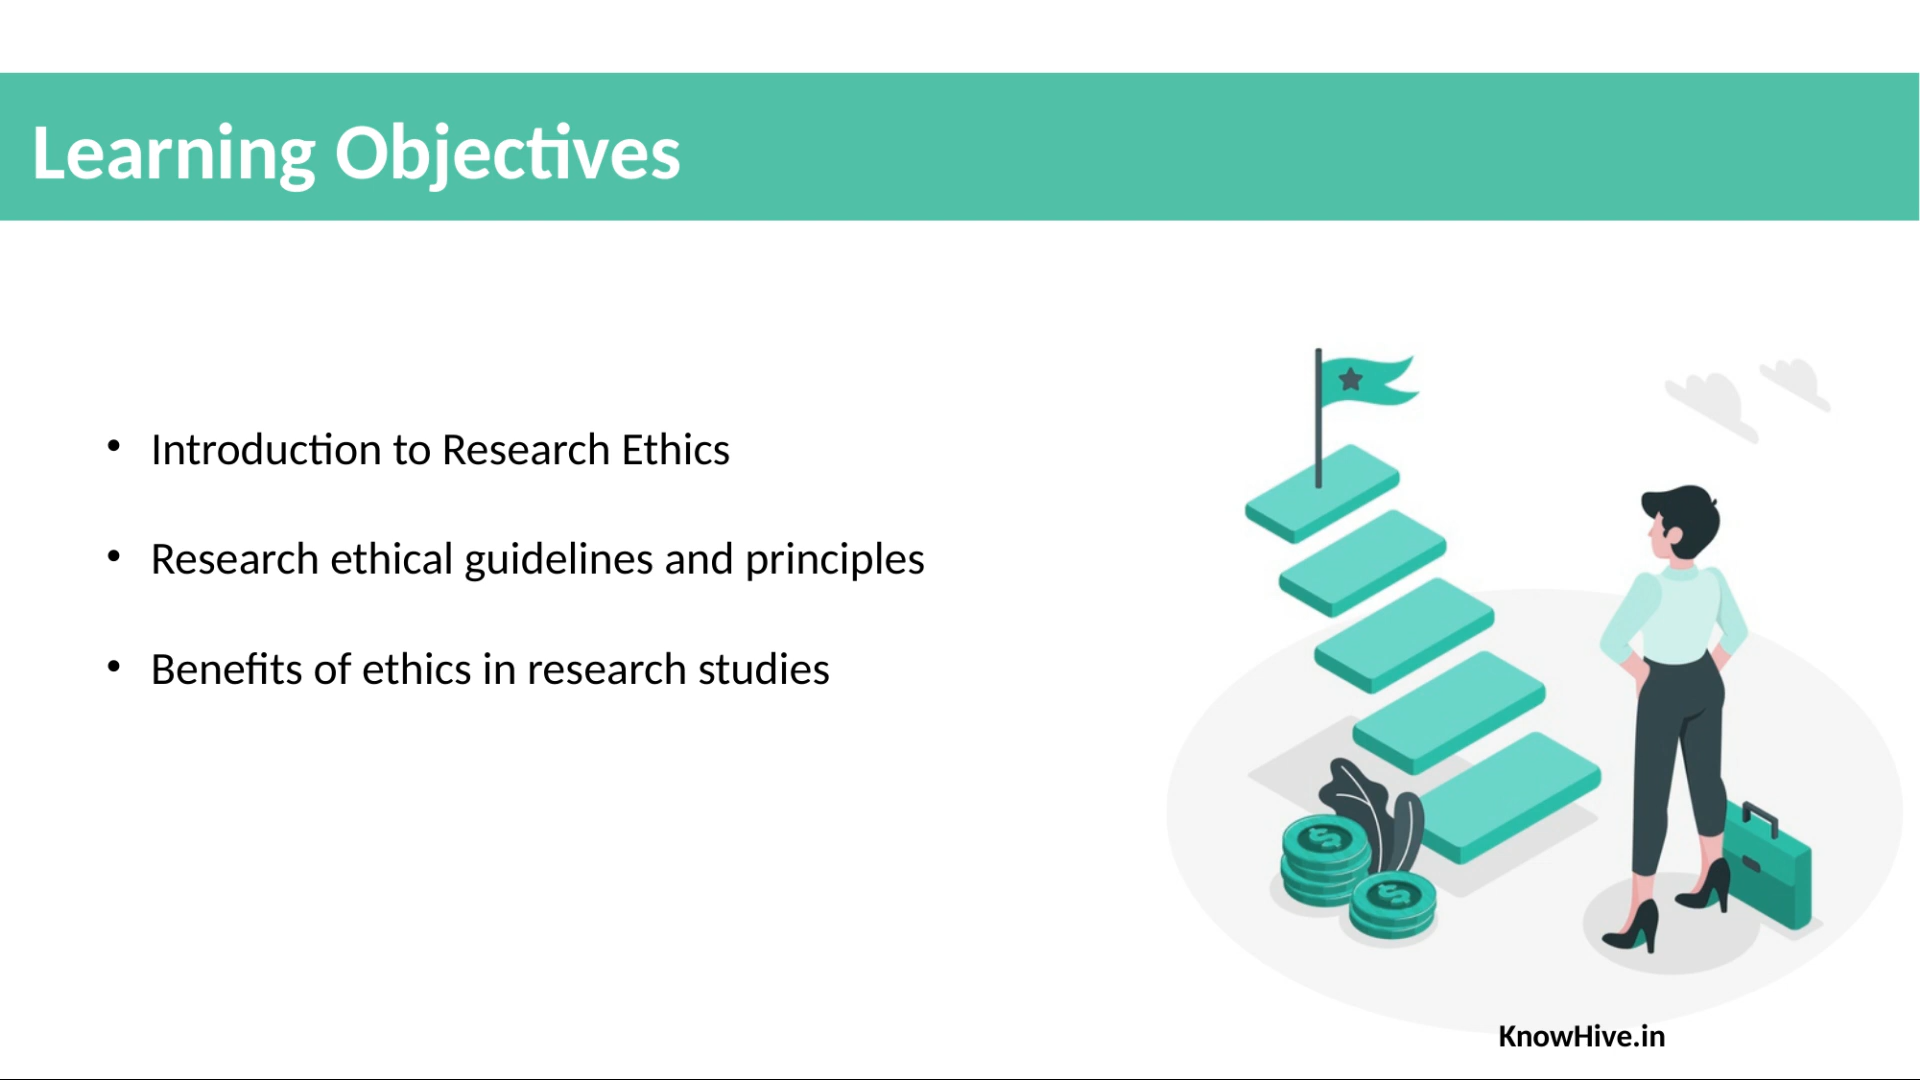 Learning Objectives
• Introduction to Research Ethics
• Research ethical guidelines and principles
• Benefits of ethics in research studies
$
$
KnowHive.in